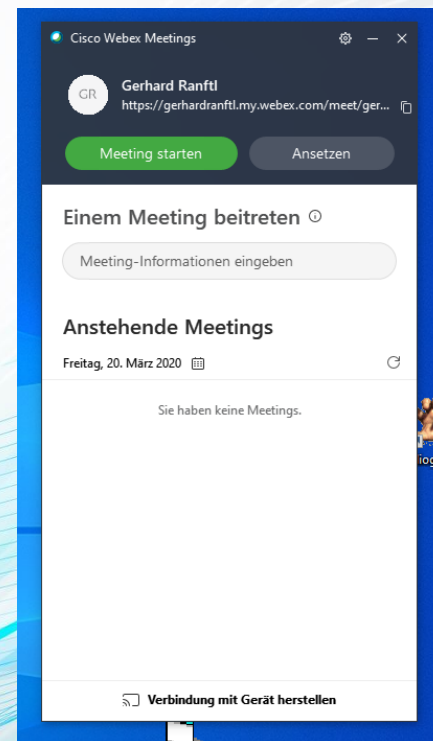 Cisco Webex Meetings
GR
Gerhard Ranftl
https://gerhardranftl.my.webex.com/meet/ger...
Meeting starten
Ansetzen
Einem Meeting beitreten
Meeting-Informationen eingeben
Anstehende Meetings
Freitag, 20. März 2020
Sie haben keine Meetings.
Verbindung mit Gerät herstellen